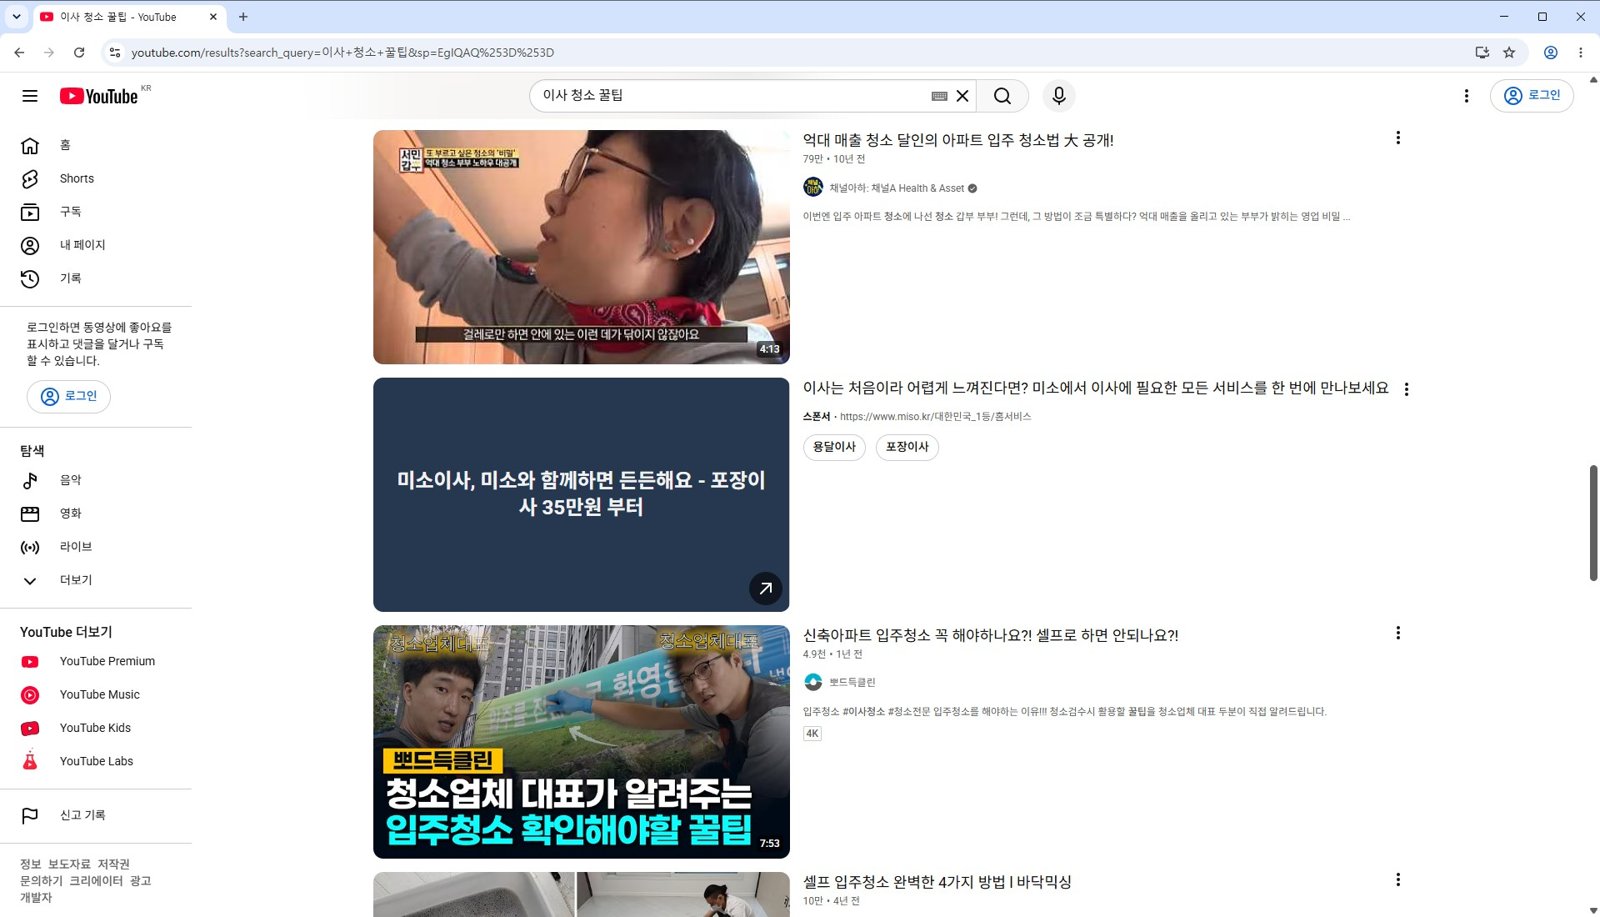 이사 청소 꿀팁 - YouTube
youtube.com/results?search_query=이사+청소+꿀팁&sp=EgIQAQ%253D%253D
YouTube KR
이사 청소 꿀팁
로그인
홈
Shorts
구독
내 페이지
기록
로그인하면 동영상에 좋아요를
표시하고 댓글을 달거나 구독
할 수 있습니다.
로그인
탐색
음악
영화
라이브
더보기
YouTube 더보기
YouTube Premium
YouTube Music
YouTube Kids
YouTube Labs
신고 기록
정보 보도자료 저작권
문의하기 크리에이터 광고
개발자
서민갑부
또 부르고 싶은 청소의 '비밀'
억대 청소 부부 노하우 대공개
걸레로만 하면 안에 있는 이런 데가 닦이지 않잖아요
4:13
억대 매출 청소 달인의 아파트 입주 청소법 大 공개!
79만 • 10년 전
채널아하: 채널A Health & Asset
이번엔 입주 아파트 청소에 나선 청소 갑부 부부! 그런데, 그 방법이 조금 특별하다? 억대 매출을 올리고 있는 부부가 밝히는 영업 비밀 ...
미소이사, 미소와 함께하면 든든해요 - 포장이
사 35만원 부터
이사는 처음이라 어렵게 느껴진다면? 미소에서 이사에 필요한 모든 서비스를 한 번에 만나보세요
스폰서 · https://www.miso.kr/대한민국_1등/홈서비스
용달이사
포장이사
청소업체대표
청소업체대표
뽀드득클린
청소업체 대표가 알려주는
입주청소 확인해야할 꿀팁
7:53
신축아파트 입주청소 꼭 해야하나요?! 셀프로 하면 안되나요?!
4.9천 • 1년 전
뽀드득클린
입주청소 #이사청소 #청소전문 입주청소를 해야하는 이유!!! 청소검수시 활용할 꿀팁을 청소업체 대표 두분이 직접 알려드립니다.
4K
셀프 입주청소 완벽한 4가지 방법 l 바닥믹싱
10만 • 4년 전